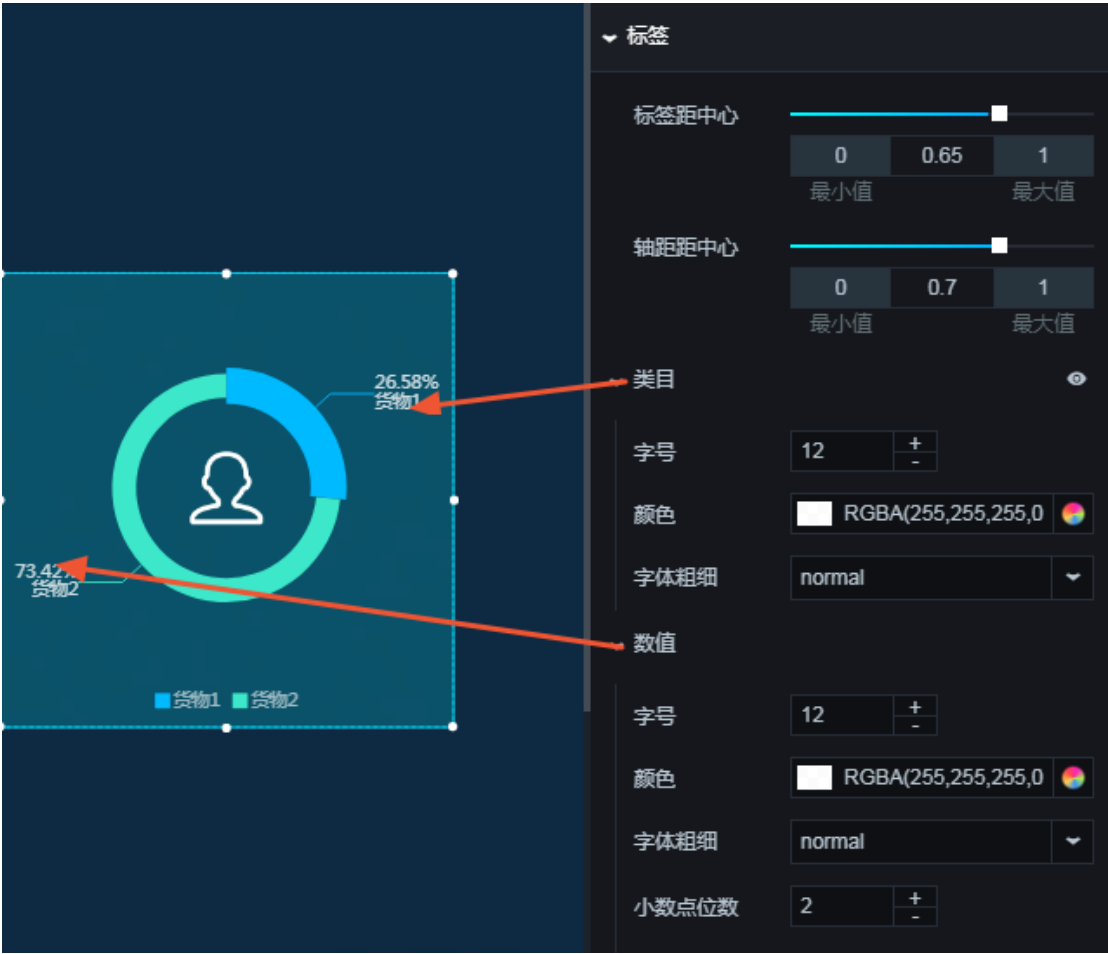 标签
标签距中心
0 0.65 1
最小值 最大值
轴距距中心
0 0.7 1
最小值 最大值
类目
字号 12 + -
颜色 RGBA(255,255,255,0
字体粗细 normal
数值
字号 12 + -
颜色 RGBA(255,255,255,0
字体粗细 normal
小数点位数 2 + -
26.58%
货物1
73.42%
货物2
货物1 货物2